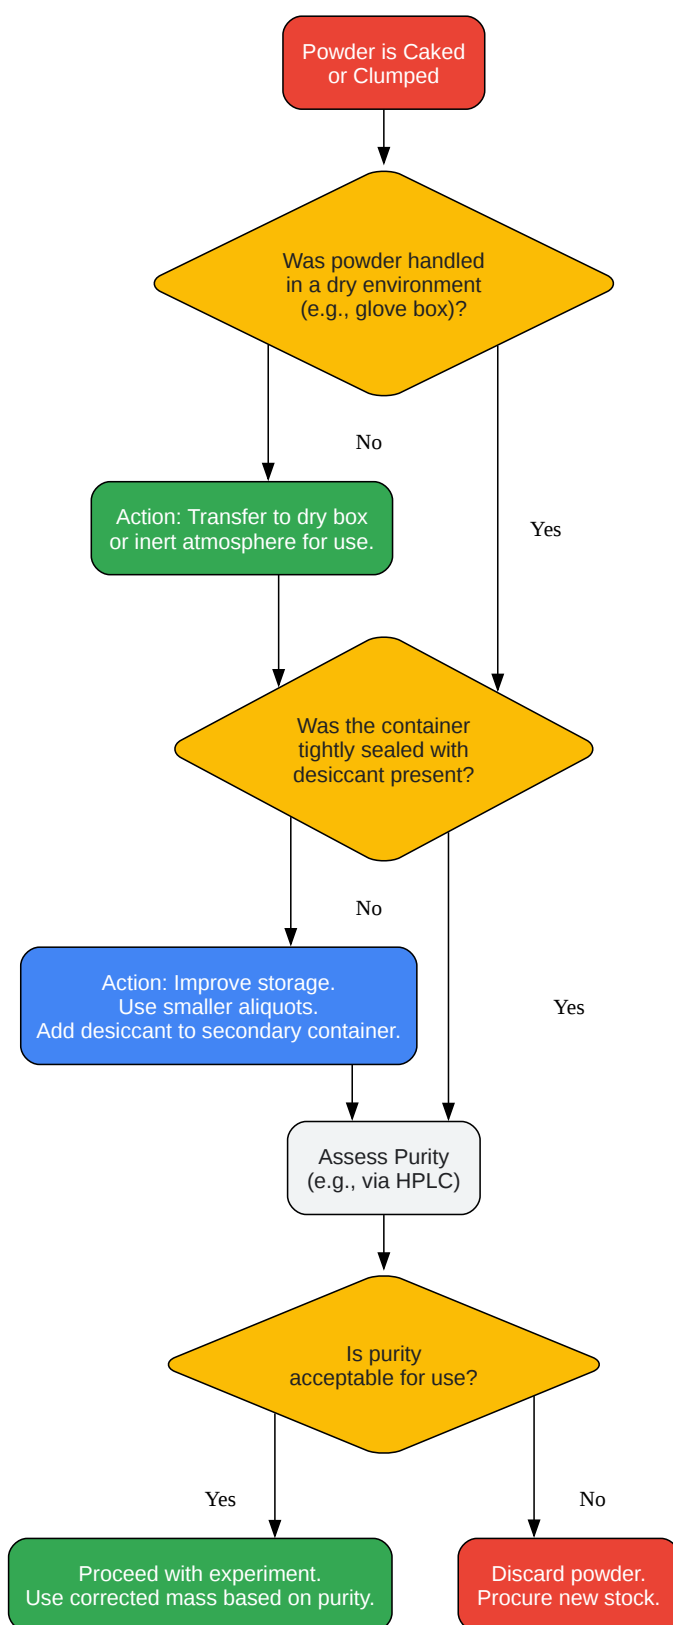 Powder is Caked
or Clumped
Was powder handled
in a dry environment
(e.g., glove box)?
No
Action: Transfer to dry box
or inert atmosphere for use.
Yes
Was the container
tightly sealed with
desiccant present?
No
Action: Improve storage.
Use smaller aliquots.
Add desiccant to secondary container.
Yes
Assess Purity
(e.g., via HPLC)
Is purity
acceptable for use?
Yes
No
Proceed with experiment.
Use corrected mass based on purity.
Discard powder.
Procure new stock.